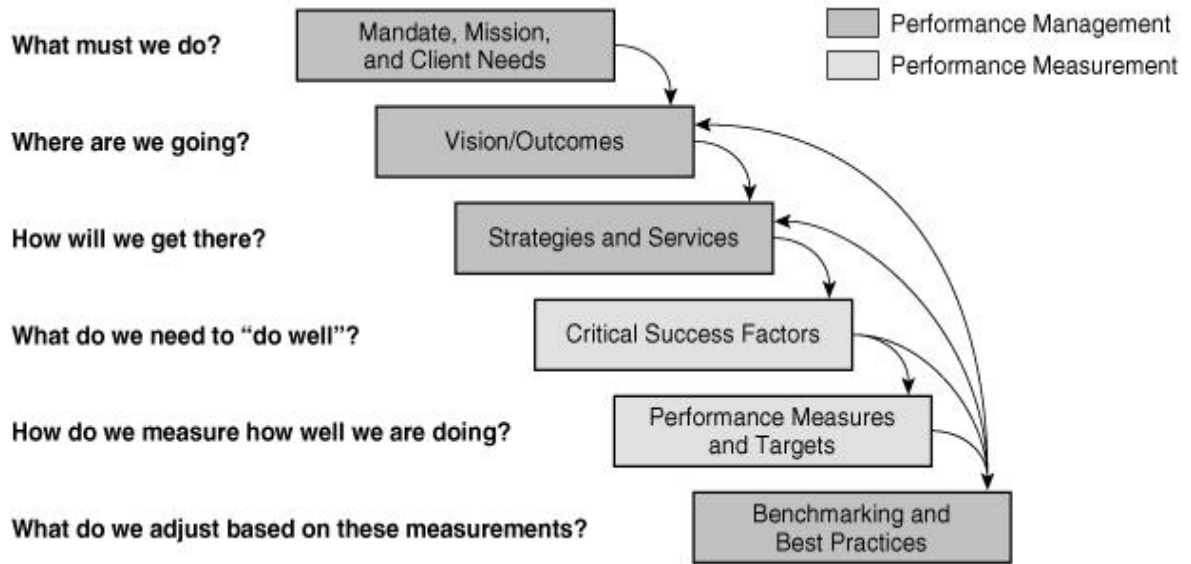 What must we do?
Mandate, Mission,
and Client Needs
Performance Management
Performance Measurement
Where are we going?
Vision/Outcomes
How will we get there?
Strategies and Services
What do we need to “do well”?
Critical Success Factors
How do we measure how well we are doing?
Performance Measures
and Targets
What do we adjust based on these measurements?
Benchmarking and
Best Practices